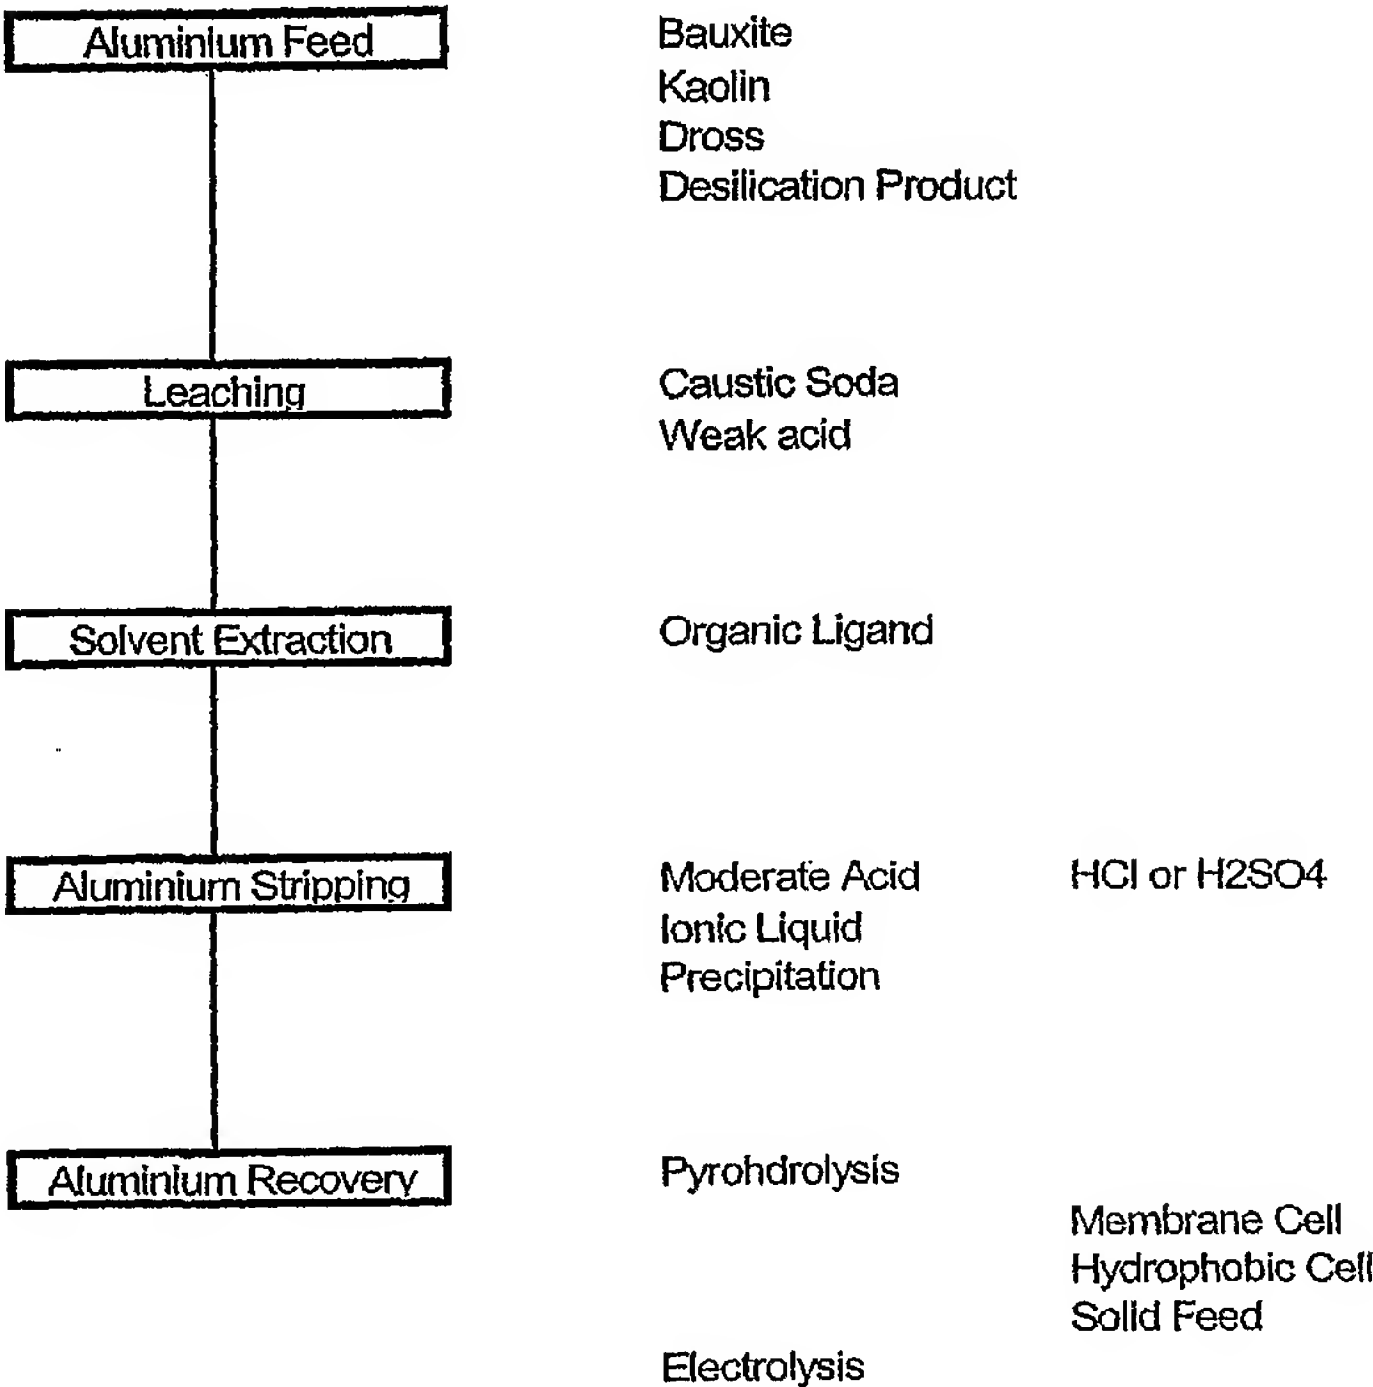 Aluminium Feed Bauxite
Kaolin
Dross
Desilication Product
Leaching Caustic Soda
Weak acid
Solvent Extraction Organic Ligand
Aluminium Stripping Moderate Acid HCl or H2SO4
Ionic Liquid
Precipitation
Aluminium Recovery Pyrohdrolysis
Membrane Cell
Hydrophobic Cell
Solid Feed
Electrolysis